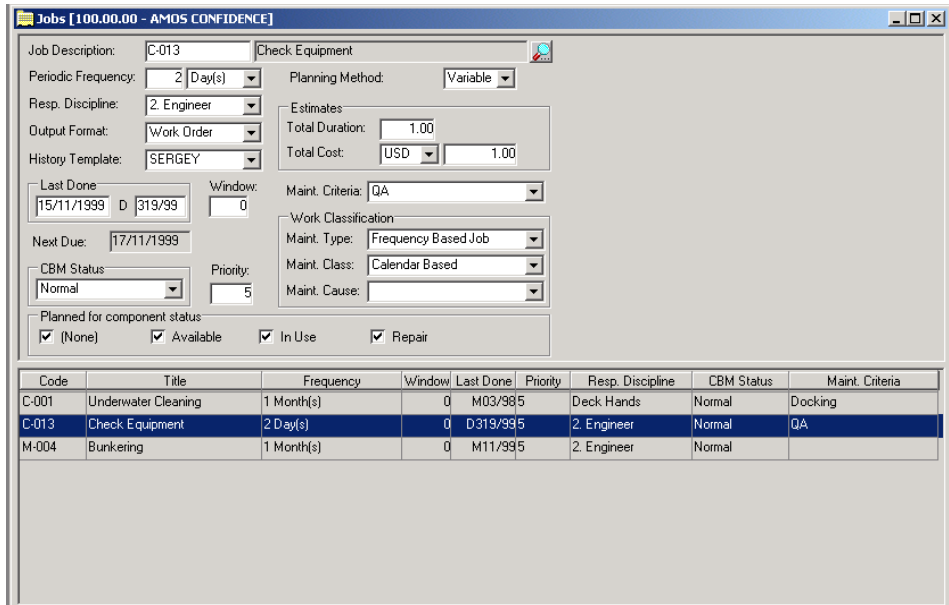 Jobs [100.00.00 - AMOS CONFIDENCE]
Job Description: C-013 Check Equipment
Periodic Frequency: 2 Day(s) Planning Method: Variable
Resp. Discipline: 2. Engineer Estimates
Output Format: Work Order Total Duration: 1.00
History Template: SERGEY Total Cost: USD 1.00
Last Done Window: Maint. Criteria: QA
15/11/1999 D 319/99 0
Work Classification
Next Due: 17/11/1999 Maint. Type: Frequency Based Job
CBM Status Priority: Maint. Class: Calendar Based
Normal 5 Maint. Cause:
Planned for component status
(None) Available In Use Repair
Code Title Frequency Window Last Done Priority Resp. Discipline CBM Status Maint. Criteria
C-001 Underwater Cleaning 1 Month(s) 0 M03/98 5 Deck Hands Normal Docking
C-013 Check Equipment 2 Day(s) 0 D319/99 5 2. Engineer Normal QA
M-004 Bunkering 1 Month(s) 0 M11/99 5 2. Engineer Normal